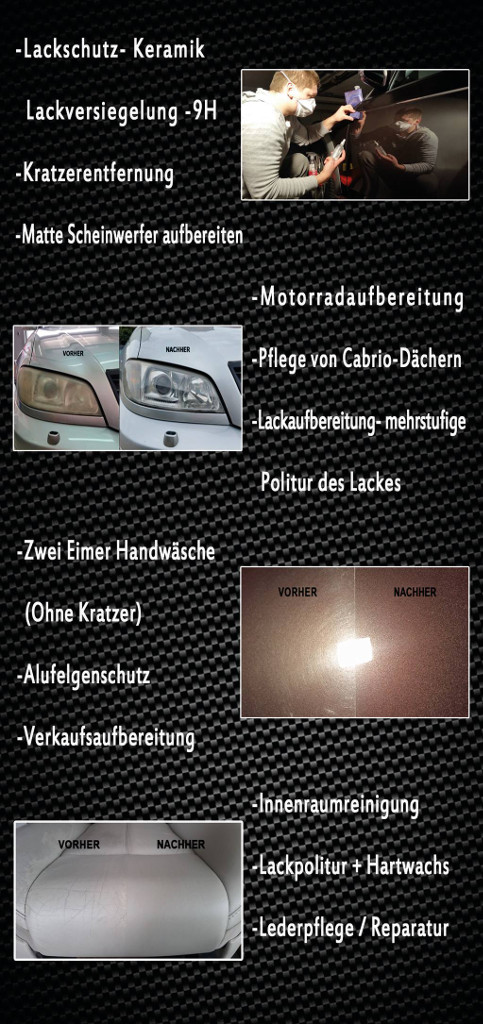 -Lackschutz- Keramik
Lackversiegelung -9H
-Kratzerentfernung
-Matte Scheinwerfer aufbereiten
-Motorradaufbereitung
VORHER
NACHHER
-Pflege von Cabrio-Dächern
-Lackaufbereitung- mehrstufige
Politur des Lackes
-Zwei Eimer Handwäsche
(Ohne Kratzer)
VORHER
NACHHER
-Alufelgenschutz
-Verkaufsaufbereitung
-Innenraumreinigung
VORHER
NACHHER
-Lackpolitur + Hartwachs
-Lederpflege / Reparatur